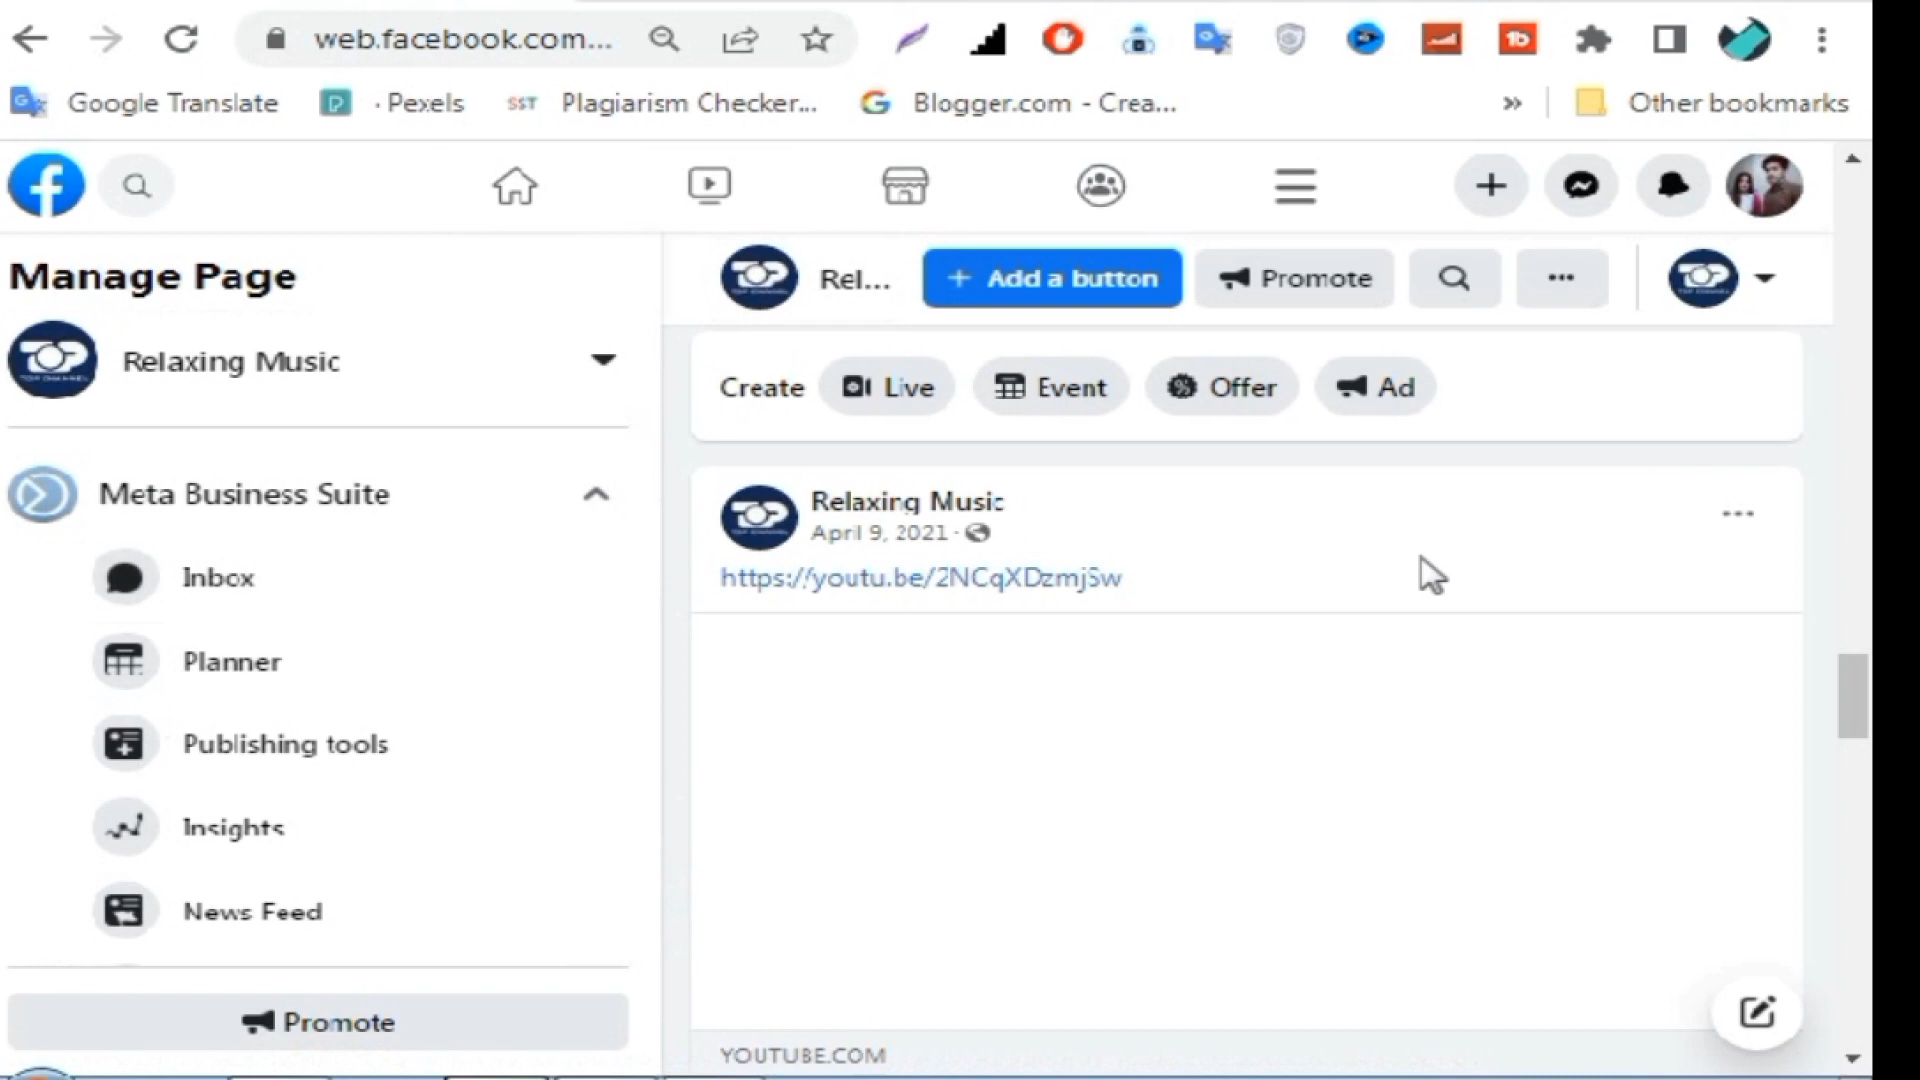 web.facebook.com...
Google Translate
· Pexels
SST Plagiarism Checker...
Blogger.com - Crea...
»
Other bookmarks
Manage Page
Relaxing Music
Meta Business Suite
Inbox
Planner
Publishing tools
Insights
News Feed
Promote
Rel...
+ Add a button
Promote
Create
Live
Event
Offer
Ad
Relaxing Music
April 9, 2021 ·
https://youtu.be/2NCqXDzmjSw
YOUTUBE.COM